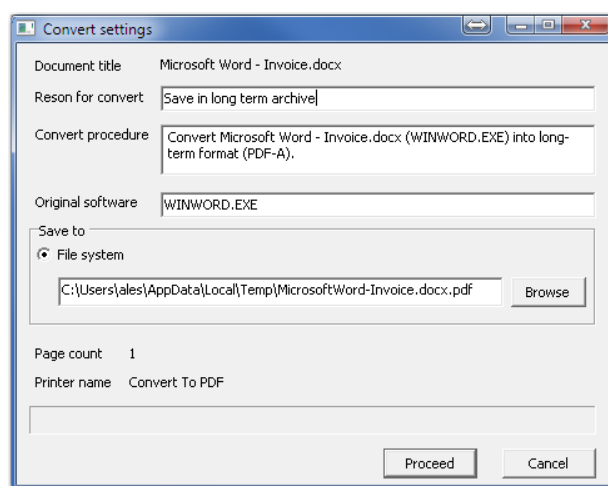 Convert settings
Document title Microsoft Word - Invoice.docx
Reson for convert Save in long term archive
Convert procedure Convert Microsoft Word - Invoice.docx (WINWORD.EXE) into long-
term format (PDF-A).
Original software WINWORD.EXE
Save to
File system
C:\Users\ales\AppData\Local\Temp\MicrosoftWord-Invoice.docx.pdf Browse
Page count 1
Printer name Convert To PDF
Proceed Cancel